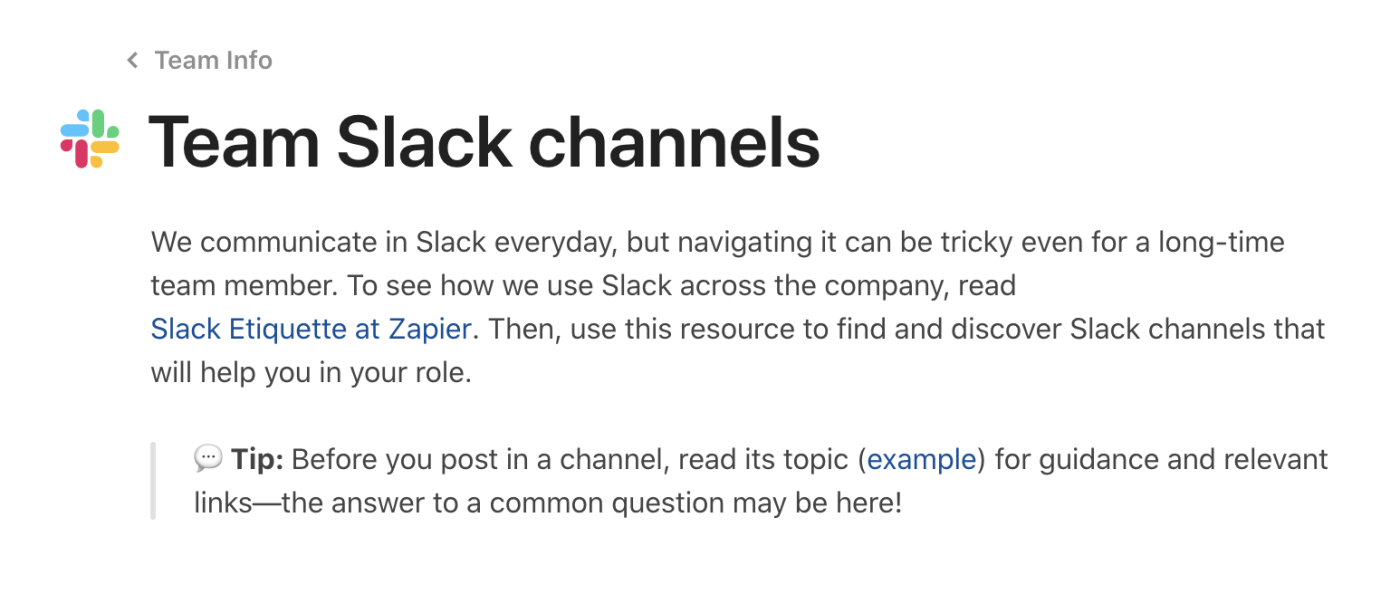 Team Info
Team Slack channels
We communicate in Slack everyday, but navigating it can be tricky even for a long-time
team member. To see how we use Slack across the company, read
Slack Etiquette at Zapier. Then, use this resource to find and discover Slack channels that
will help you in your role.
💬 Tip: Before you post in a channel, read its topic (example) for guidance and relevant
links—the answer to a common question may be here!